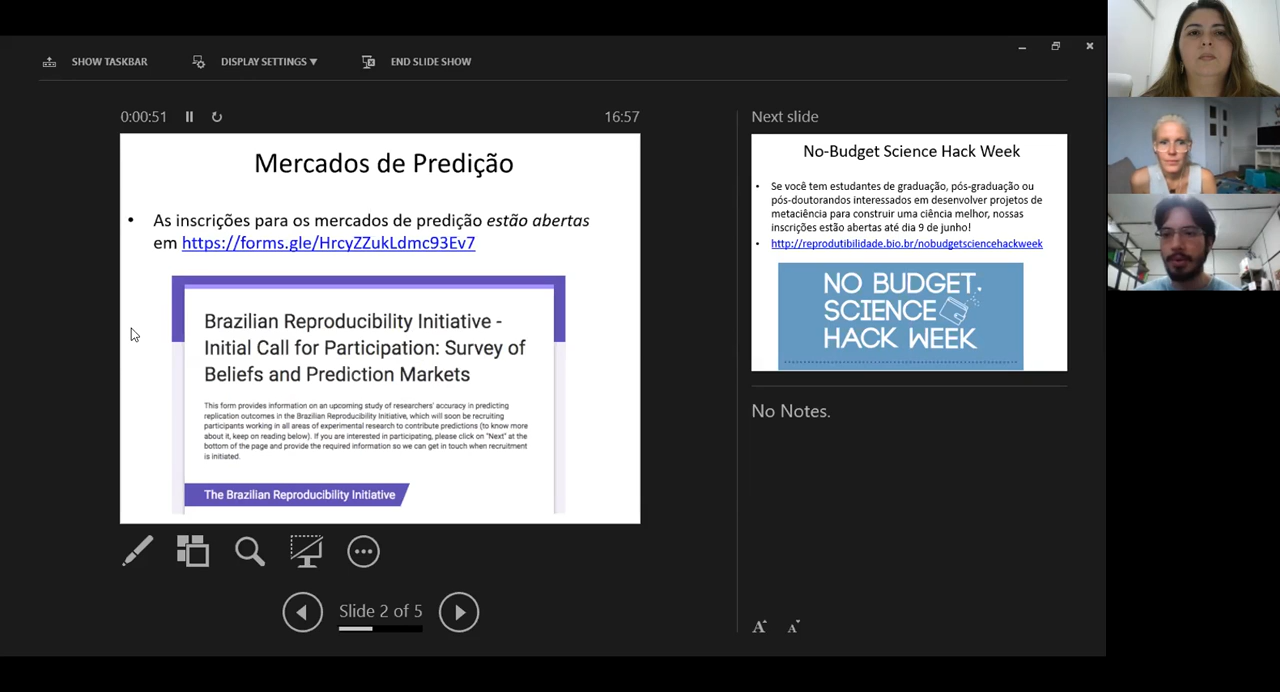 SHOW TASKBAR
DISPLAY SETTINGS ▼
END SLIDE SHOW
0:00:51
16:57
Mercados de Predição
• As inscrições para os mercados de predição estão abertas
em https://forms.gle/HrcyZZukLdmc93Ev7
Brazilian Reproducibility Initiative -
Initial Call for Participation: Survey of
Beliefs and Prediction Markets
This form provides information on an upcoming study of researchers' accuracy in predicting
replication outcomes in the Brazilian Reproducibility Initiative, which will soon be recruiting
participants working in all areas of experimental research to contribute predictions (to know more
about it, keep on reading below). If you are interested in participating, please click on "Next" at the
bottom of the page and provide the required information so we can get in touch when recruitment
is initiated.
The Brazilian Reproducibility Initiative
Slide 2 of 5
Next slide
No-Budget Science Hack Week
• Se você tem estudantes de graduação, pós-graduação ou
pós-doutorandos interessados em desenvolver projetos de
metaciência para construir uma ciência melhor, nossas
inscrições estão abertas até dia 9 de junho!
• http://reprodutibilidade.bio.br/nobudgetsciencehackweek
NO BUDGET
SCIENCE
HACK WEEK
No Notes.
A A